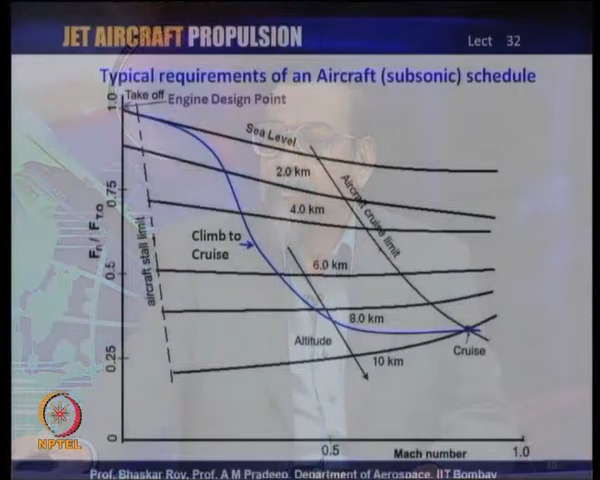 JET AIRCRAFT PROPULSION
Lect 32
Typical requirements of an Aircraft (subsonic) schedule
1.0
Take off
Engine Design Point
Sea Level
2.0 km
0.75
4.0 km
Aircraft cruise limit
Fn / FT.O
aircraft stall limit
Climb to
Cruise
0.5
6.0 km
8.0 km
Altitude
Cruise
0.25
10 km
0
0.5
Mach number
1.0
NPTEL
Prof. Bhaskar Roy, Prof. A M Pradeep, Department of Aerospace, IIT Bombay